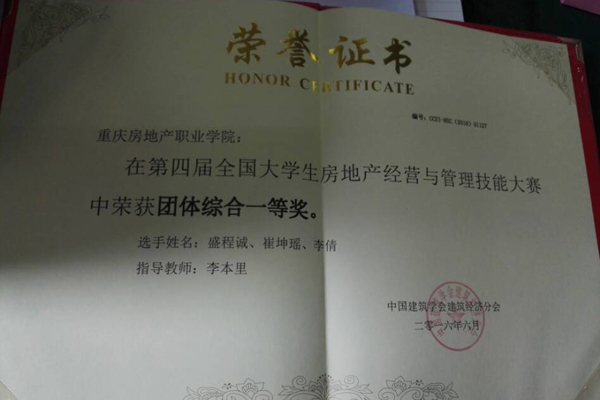 荣誉证书
HONOR CERTIFICATE
编号:
重庆房地产职业学院:
在第四届全国大学生房地产经营与管理技能大赛
中荣获团体综合一等奖。
选手姓名:盛程诚、崔坤瑶、李倩
指导教师:李本里
中国建筑学会建筑经济分会
二〇一六年六月